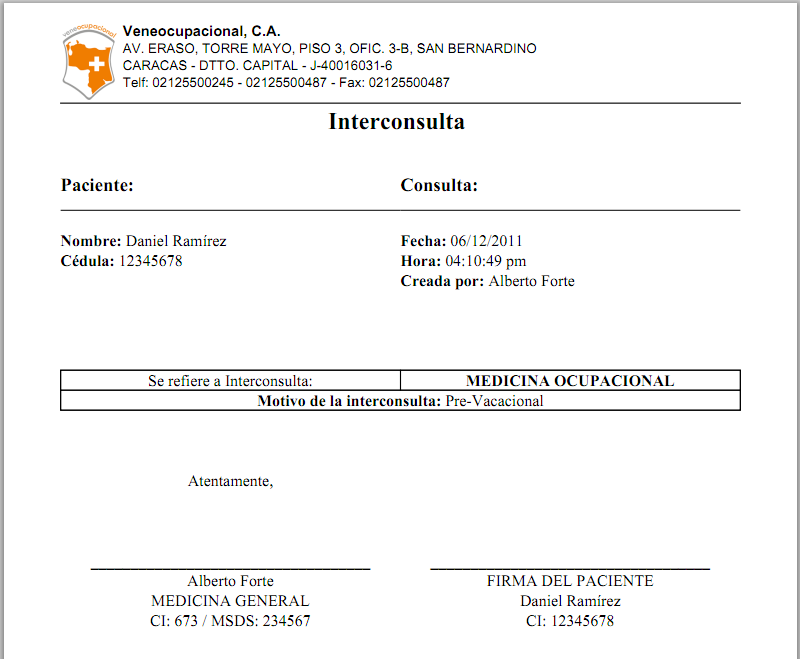 veneocupacional
Veneocupacional, C.A.
AV. ERASO, TORRE MAYO, PISO 3, OFIC. 3-B, SAN BERNARDINO
CARACAS - DTTO. CAPITAL - J-40016031-6
Telf: 02125500245 - 02125500487 - Fax: 02125500487
Interconsulta
Paciente: Consulta:
Nombre: Daniel Ramírez Fecha: 06/12/2011
Cédula: 12345678 Hora: 04:10:49 pm
Creada por: Alberto Forte
Se refiere a Interconsulta: MEDICINA OCUPACIONAL
Motivo de la interconsulta: Pre-Vacacional
Atentamente,
Alberto Forte FIRMA DEL PACIENTE
MEDICINA GENERAL Daniel Ramírez
CI: 673 / MSDS: 234567 CI: 12345678